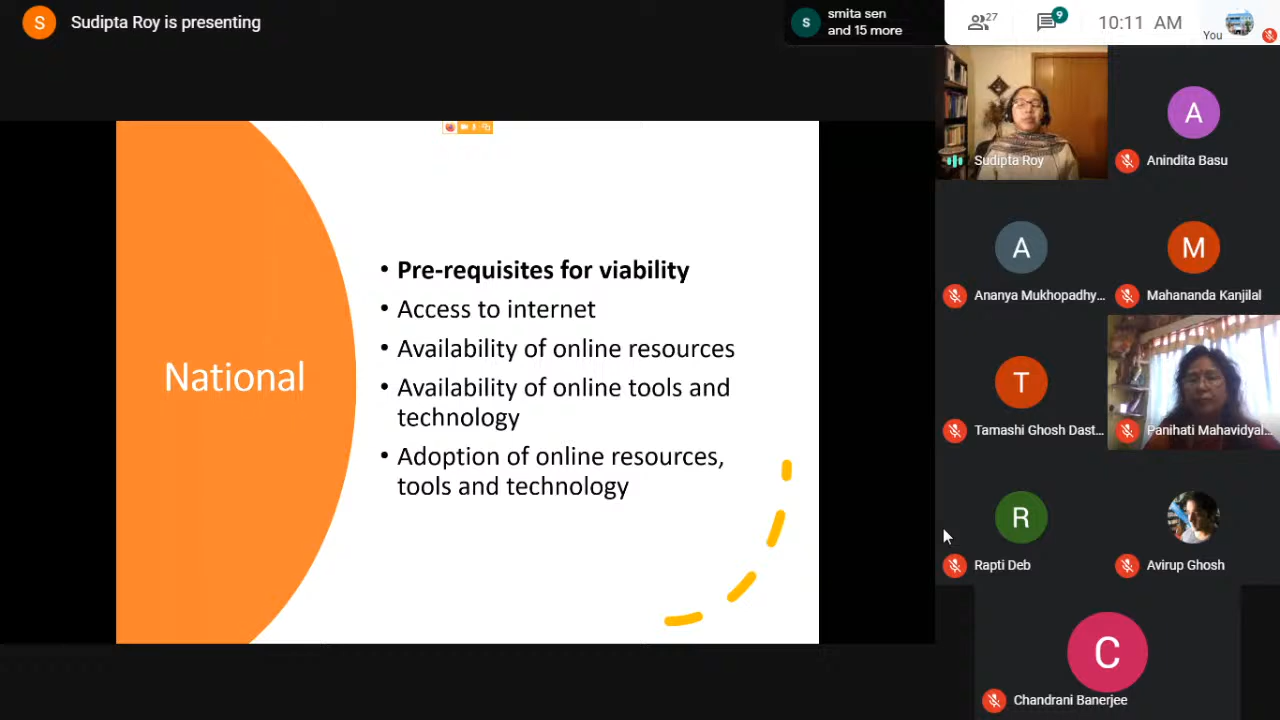 S
Sudipta Roy is presenting
S
smita sen
and 15 more
27
9
10:11 AM
You
National
• Pre-requisites for viability
• Access to internet
• Availability of online resources
• Availability of online tools and
technology
• Adoption of online resources,
tools and technology
Sudipta Roy
A
Anindita Basu
A
Ananya Mukhopadhy...
M
Mahananda Kanjilal
T
Tamashi Ghosh Dast...
Panihati Mahavidyal...
R
Rapti Deb
Avirup Ghosh
C
Chandrani Banerjee